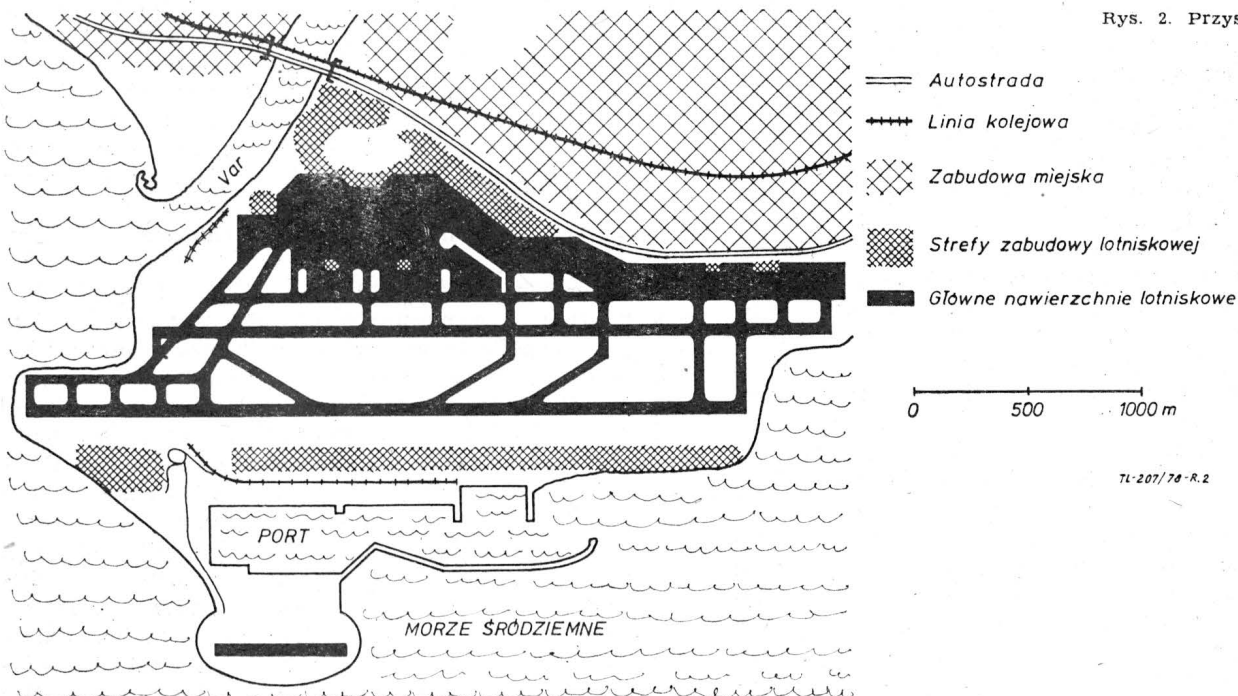 Rys. 2. Przys
Autostrada
Linia kolejowa
Zabudowa miejska
Strefy zabudowy lotniskowej
Główne nawierzchnie lotniskowe
0 500 1000 m
TL-207/78-R.2
Var
PORT
MORZE ŚRÓDZIEMNE